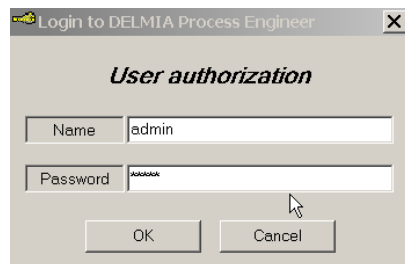 Login to DELMIA Process Engineer
User authorization
Name admin
Password *****
OK Cancel